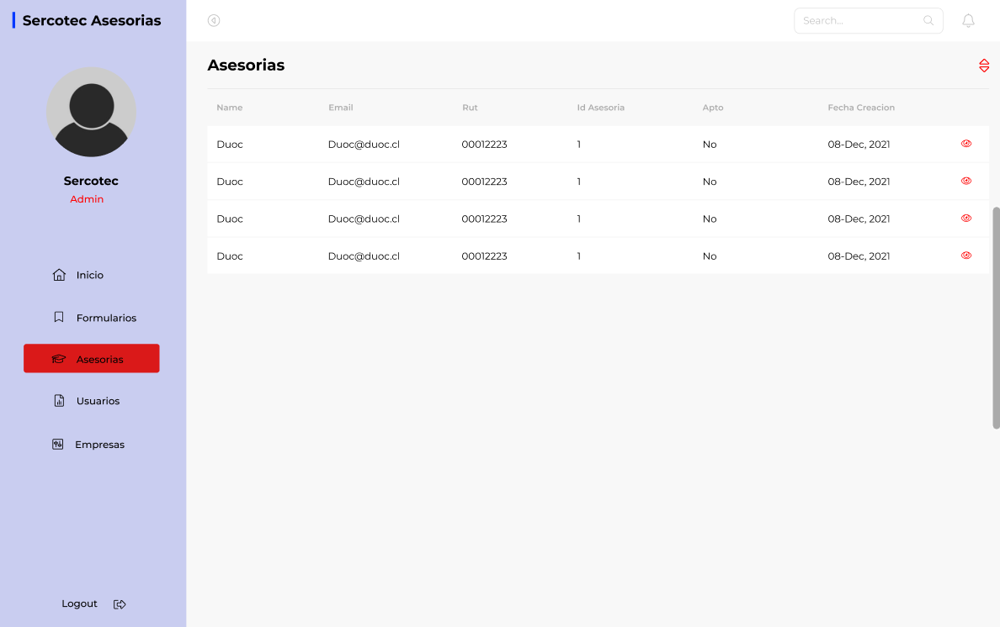 Sercotec Asesorias
Search...
Sercotec
Admin
Inicio
Formularios
Asesorias
Usuarios
Empresas
Logout
Asesorias
Name Email Rut Id Asesoria Apto Fecha Creacion
Duoc Duoc@duoc.cl 00012223 1 No 08-Dec, 2021
Duoc Duoc@duoc.cl 00012223 1 No 08-Dec, 2021
Duoc Duoc@duoc.cl 00012223 1 No 08-Dec, 2021
Duoc Duoc@duoc.cl 00012223 1 No 08-Dec, 2021